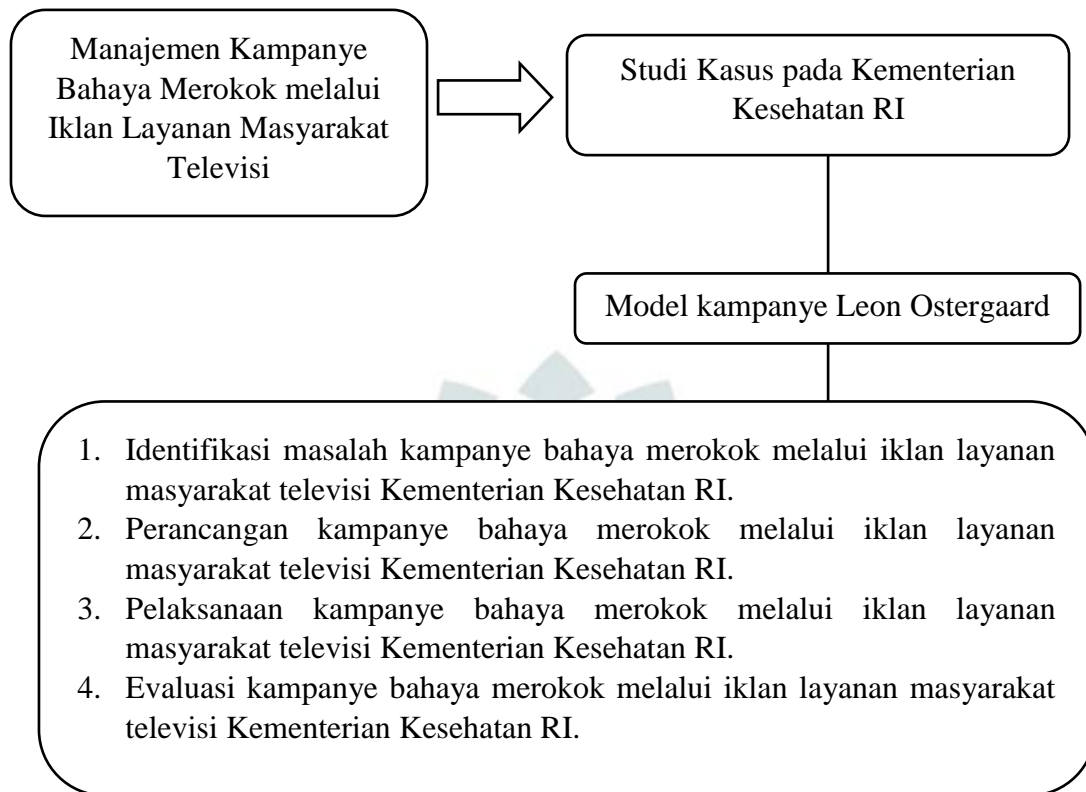 Manajemen Kampanye
Bahaya Merokok melalui
Iklan Layanan Masyarakat
Televisi
Studi Kasus pada Kementerian
Kesehatan RI
Model kampanye Leon Ostergaard
1. Identifikasi masalah kampanye bahaya merokok melalui iklan layanan
masyarakat televisi Kementerian Kesehatan RI.
2. Perancangan kampanye bahaya merokok melalui iklan layanan
masyarakat televisi Kementerian Kesehatan RI.
3. Pelaksanaan kampanye bahaya merokok melalui iklan layanan
masyarakat televisi Kementerian Kesehatan RI.
4. Evaluasi kampanye bahaya merokok melalui iklan layanan masyarakat
televisi Kementerian Kesehatan RI.